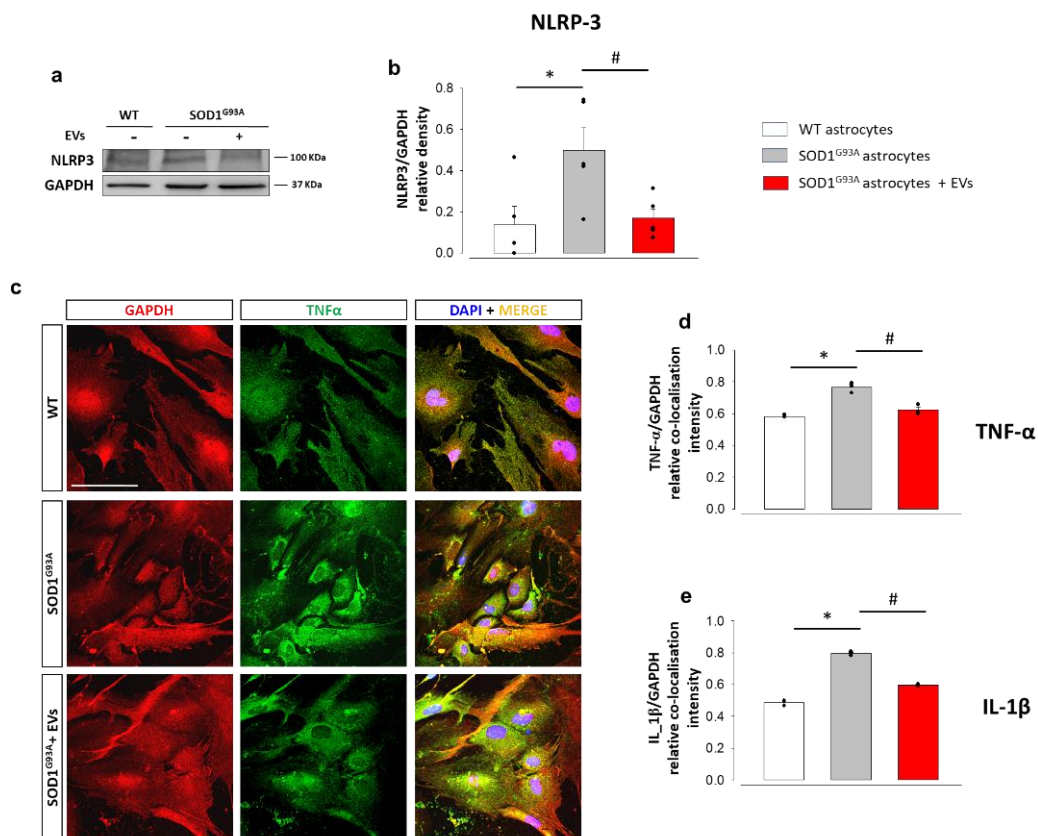 NLRP-3
a
WT SOD1G93A
EVs - - +
NLRP3 100 KDa
GAPDH 37 KDa
b
NLRP3/GAPDH
relative density
0.8
0.6
0.4
0.2
0.0
* #
WT astrocytes
SOD1G93A astrocytes
SOD1G93A astrocytes + EVs
c
GAPDH TNFα DAPI + MERGE
WT
SOD1G93A
SOD1G93A+ EVs
d
TNF-α/GAPDH
relative co-localisation
intensity
1.0
0.8
0.6
0.4
0.2
0.0
* #
TNF-α
e
IL_1β/GAPDH
relative co-localisation
intensity
1.0
0.8
0.6
0.4
0.2
0.0
* #
IL-1β